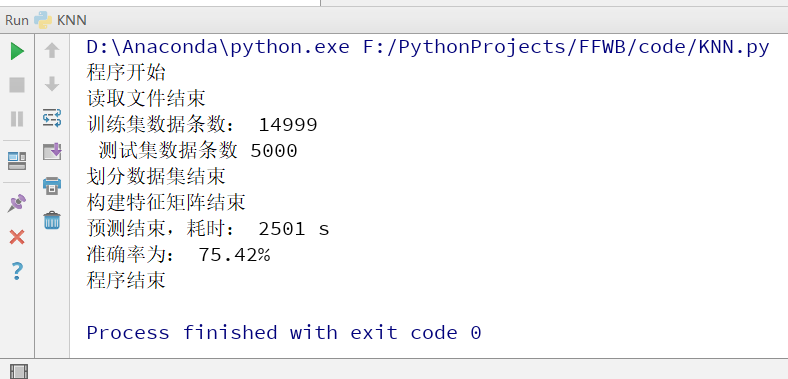 Run KNN
D:\Anaconda\python.exe F:/PythonProjects/FFWB/code/KNN.py
程序开始
读取文件结束
训练集数据条数： 14999
测试集数据条数 5000
划分数据集结束
构建特征矩阵结束
预测结束，耗时： 2501 s
准确率为： 75.42%
程序结束
Process finished with exit code 0